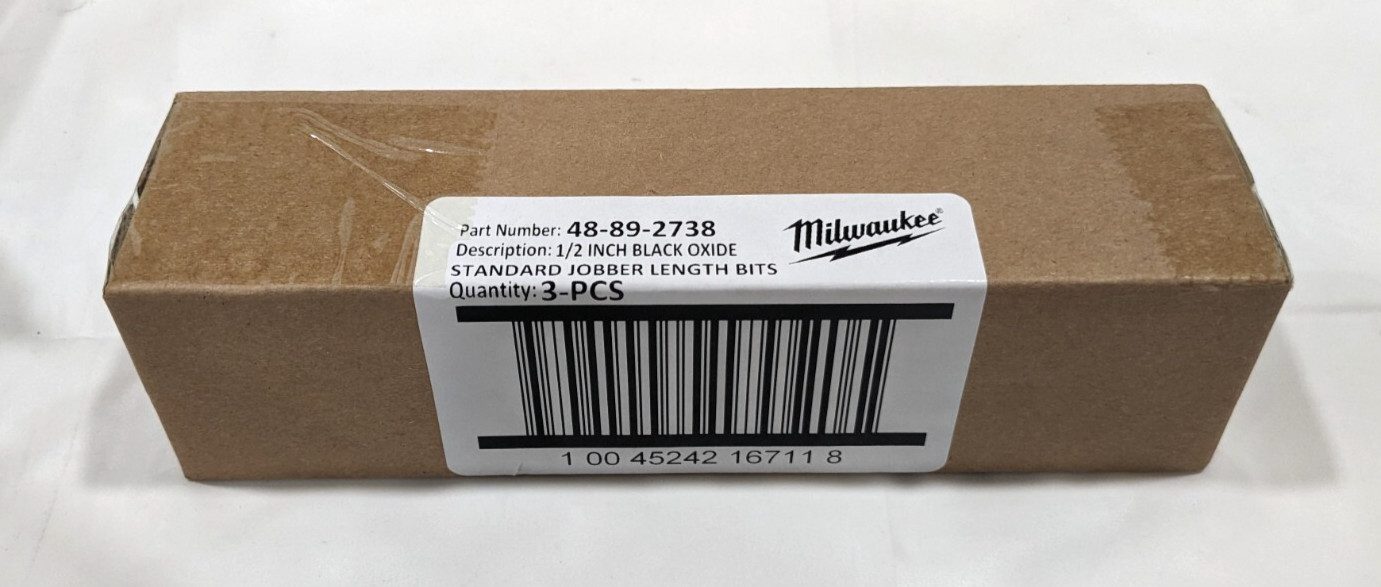 Part Number: 48-89-2738
Milwaukee®
Description: 1/2 INCH BLACK OXIDE
STANDARD JOBBER LENGTH BITS
Quantity: 3-PCS
1 00 45242 16711 8